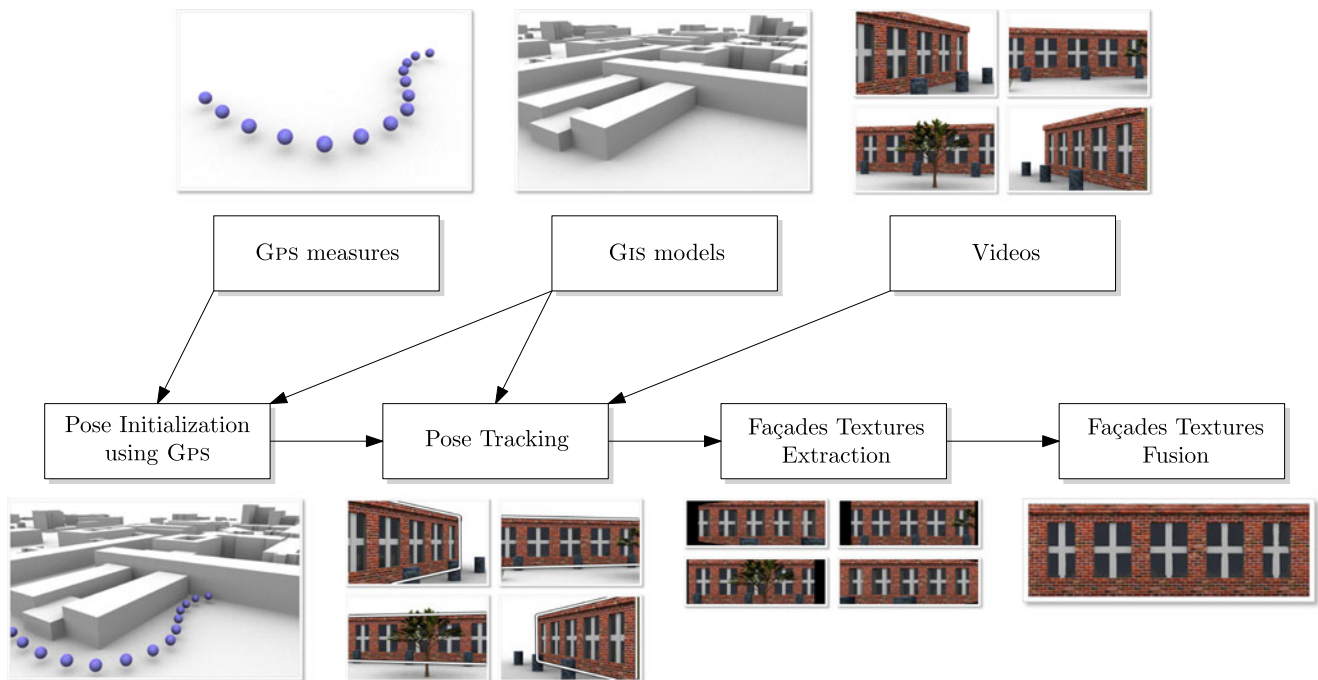 GPS measures
GIS models
Videos
Pose Initialization
using GPS
Pose Tracking
Façades Textures
Extraction
Façades Textures
Fusion